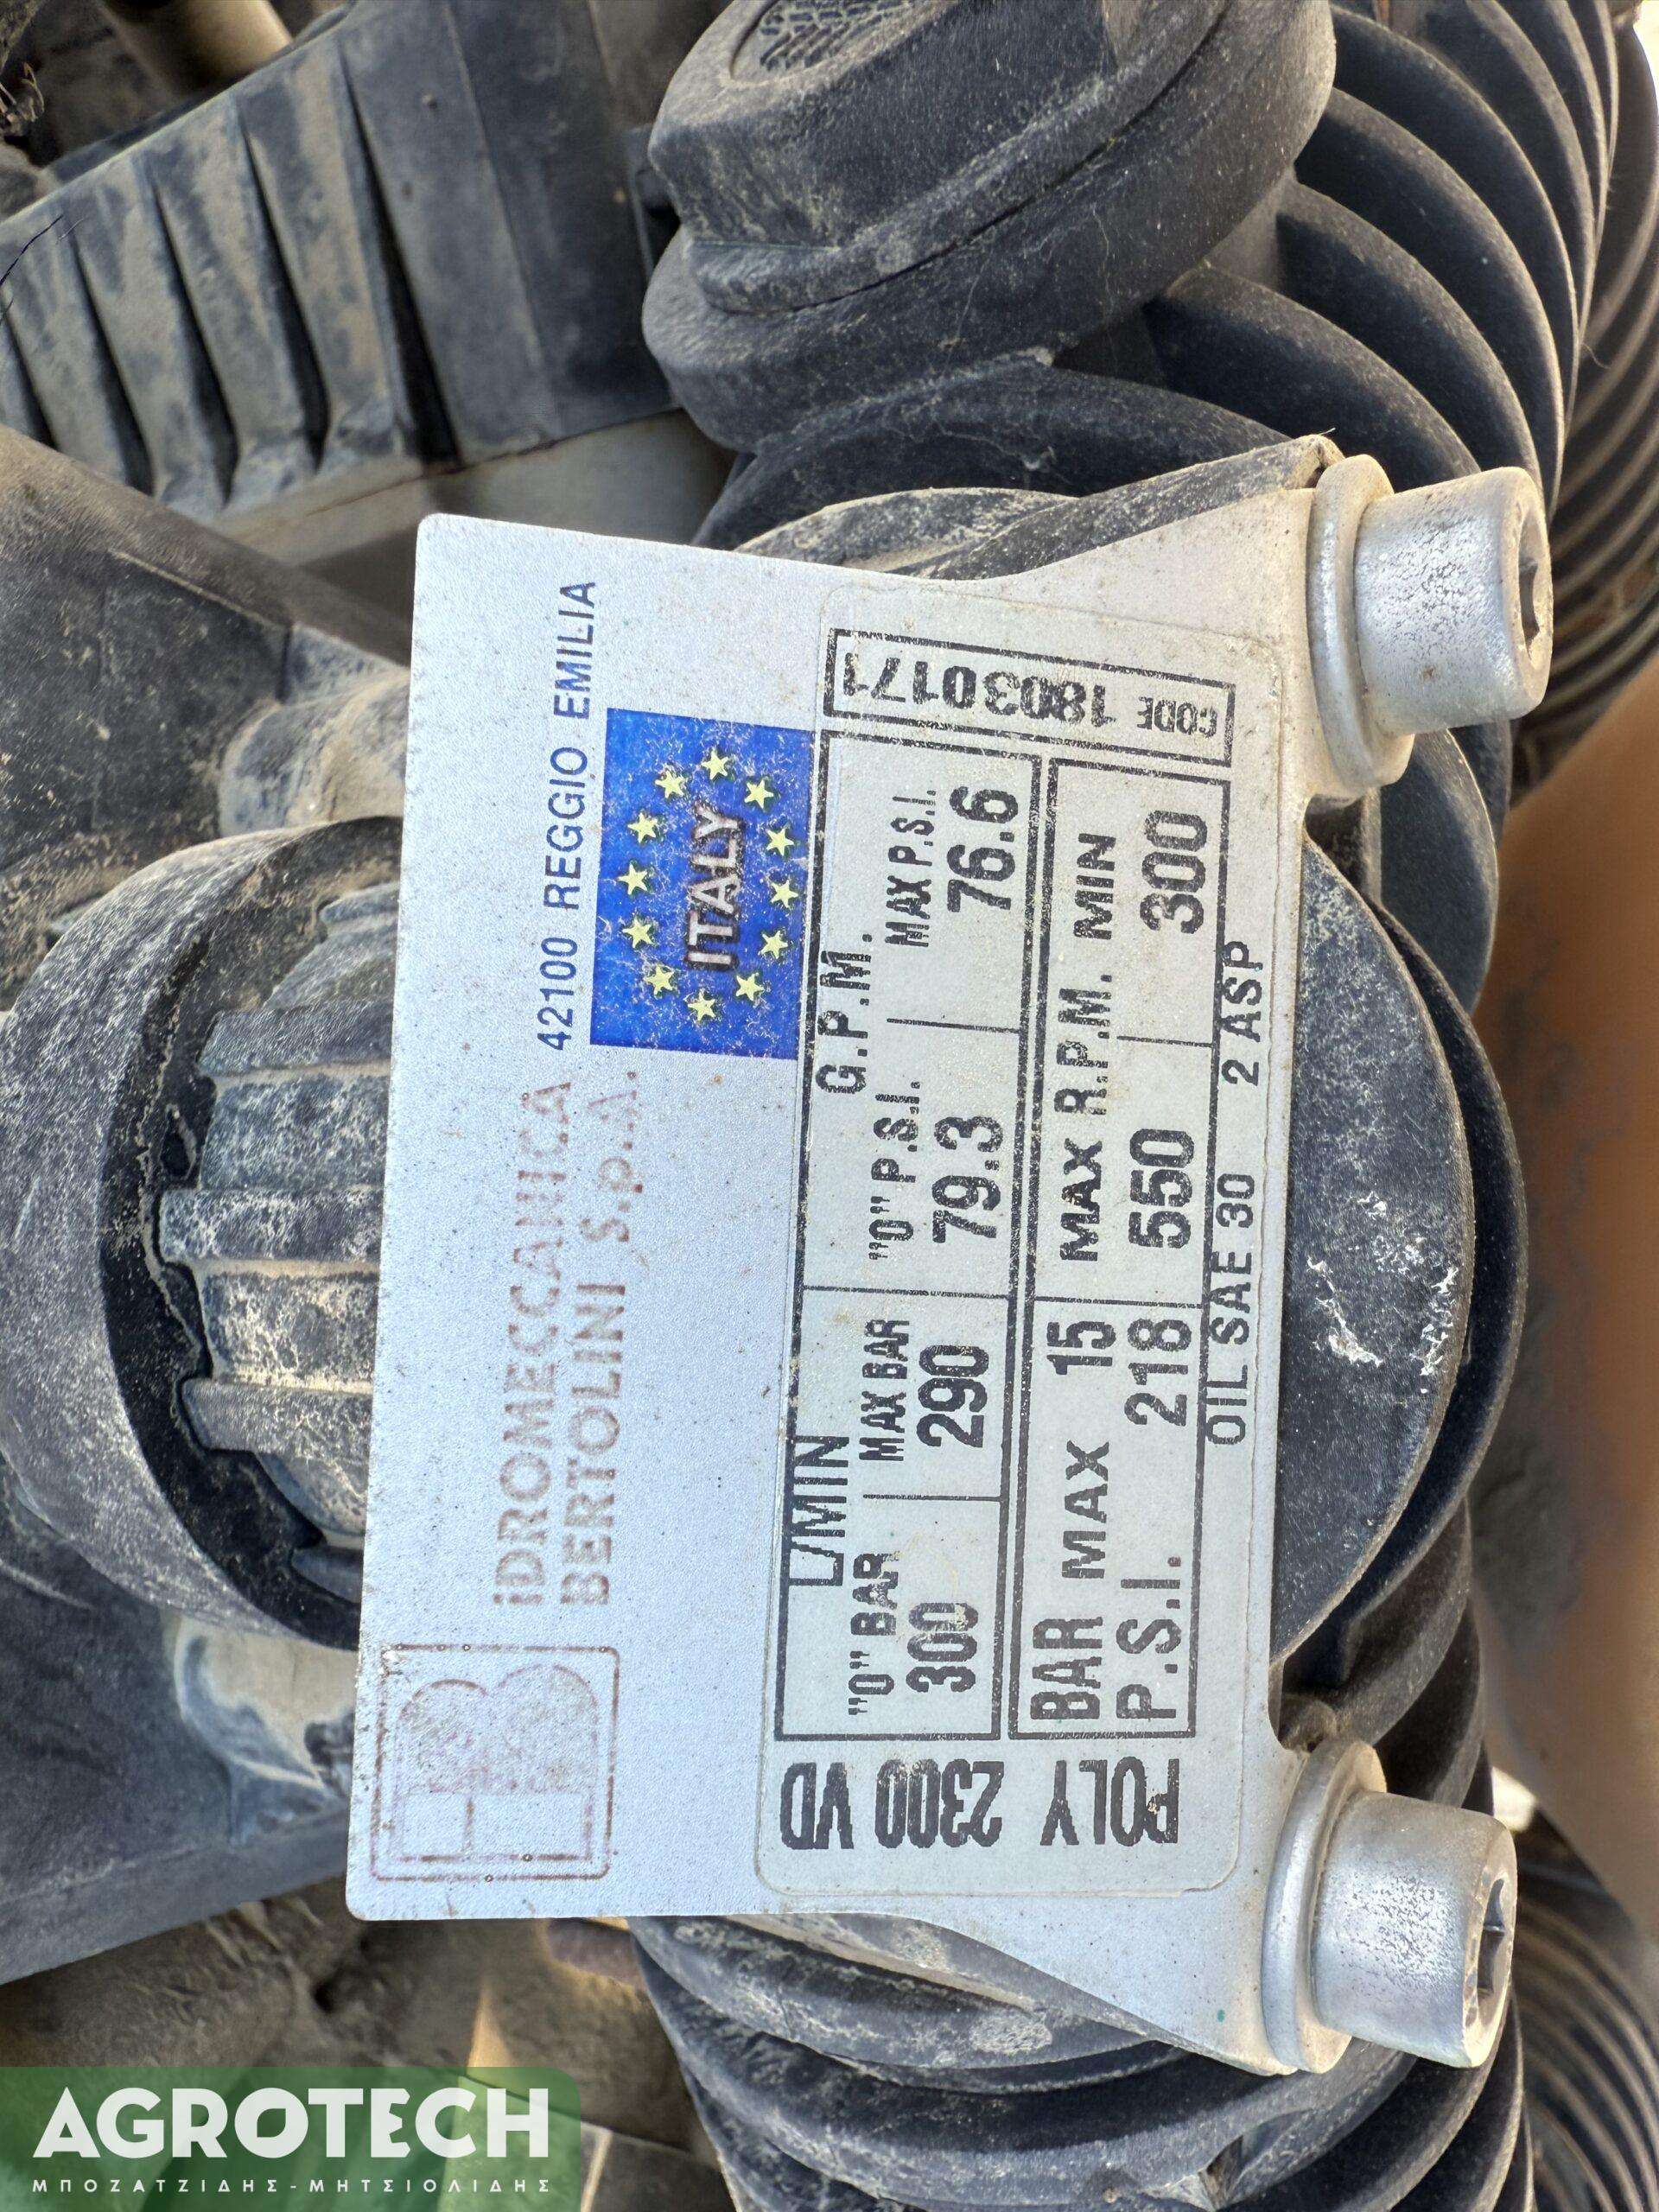 IDROMECCANICA
BERTOLINI S.p.A.
42100 REGGIO EMILIA
ITALY
POLY 2300 VD
L/MIN G.P.M.
"0" BAR MAX BAR "0" P.S.I. MAX P.S.I.
300 290 79.3 76.6
BAR MAX 15 MAX R.P.M. MIN
P.S.I. 218 550 300
OIL SAE 30 2 ASP
CODE 18030171
AGROTECH
ΜΠΟΖΑΤΖΙΔΗΣ-ΜΗΤΣΙΟΛΙΔΗΣ